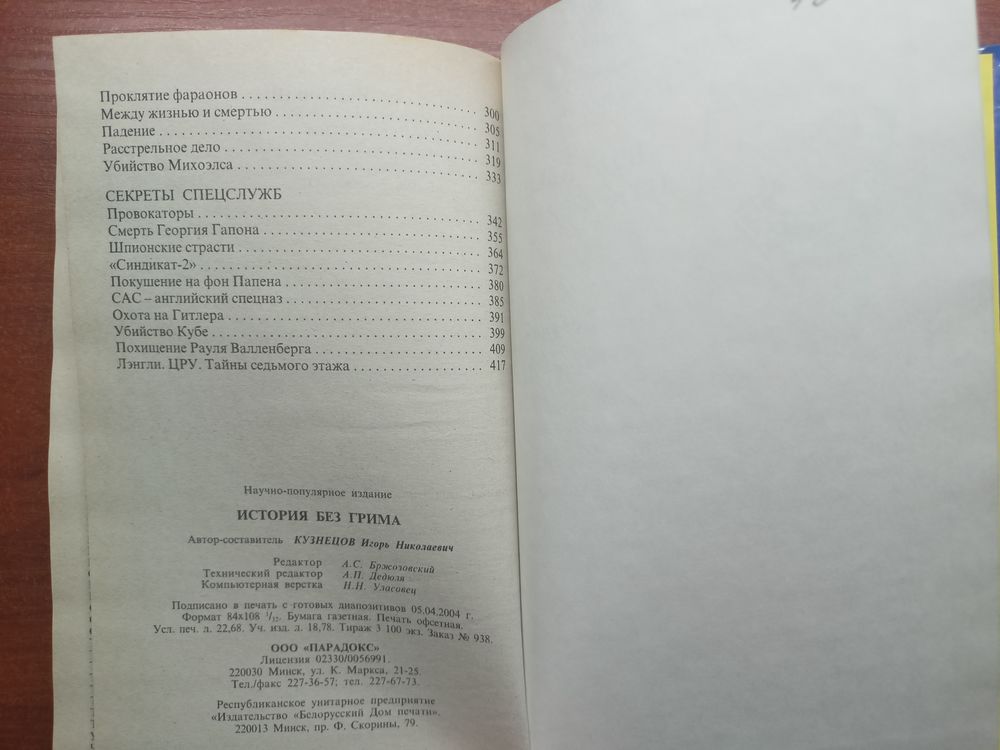 Проклятие фараонов . . . . . . . . . . . . . . . . . . . . . . . . . . . . . . 300
Между жизнью и смертью . . . . . . . . . . . . . . . . . . . . . . . . . 305
Падение . . . . . . . . . . . . . . . . . . . . . . . . . . . . . . . . . . . . . . . . 311
Расстрельное дело . . . . . . . . . . . . . . . . . . . . . . . . . . . . . . . . 319
Убийство Михоэлса . . . . . . . . . . . . . . . . . . . . . . . . . . . . . . . 333
СЕКРЕТЫ СПЕЦСЛУЖБ
Провокаторы . . . . . . . . . . . . . . . . . . . . . . . . . . . . . . . . . . . . 342
Смерть Георгия Гапона . . . . . . . . . . . . . . . . . . . . . . . . . . . . 355
Шпионские страсти . . . . . . . . . . . . . . . . . . . . . . . . . . . . . . . 364
«Синдикат-2» . . . . . . . . . . . . . . . . . . . . . . . . . . . . . . . . . . . . 372
Покушение на фон Папена . . . . . . . . . . . . . . . . . . . . . . . . . 380
САС – английский спецназ . . . . . . . . . . . . . . . . . . . . . . . . . 385
Охота на Гитлера . . . . . . . . . . . . . . . . . . . . . . . . . . . . . . . . . 391
Убийство Кубе . . . . . . . . . . . . . . . . . . . . . . . . . . . . . . . . . . . 399
Похищение Рауля Валленберга . . . . . . . . . . . . . . . . . . . . . . 409
Лэнгли. ЦРУ. Тайны седьмого этажа . . . . . . . . . . . . . . . . . 417
Научно-популярное издание
ИСТОРИЯ БЕЗ ГРИМА
Автор-составитель КУЗНЕЦОВ Игорь Николаевич
Редактор А.С. Бржозовский
Технический редактор А.П. Дедюля
Компьютерная верстка Н.Н. Уласовец
Подписано в печать с готовых диапозитивов 05.04.2004 г.
Формат 84х108 1/32. Бумага газетная. Печать офсетная.
Усл. печ. л. 22,68. Уч. изд. л. 18,78. Тираж 3 100 экз. Заказ № 938.
ООО «ПАРАДОКС»
Лицензия 02330/0056991.
220030 Минск, ул. К. Маркса, 21-25.
Тел./факс 227-36-57; тел. 227-67-73.
Республиканское унитарное предприятие
«Издательство «Белорусский Дом печати».
220013 Минск, пр. Ф. Скорины, 79.